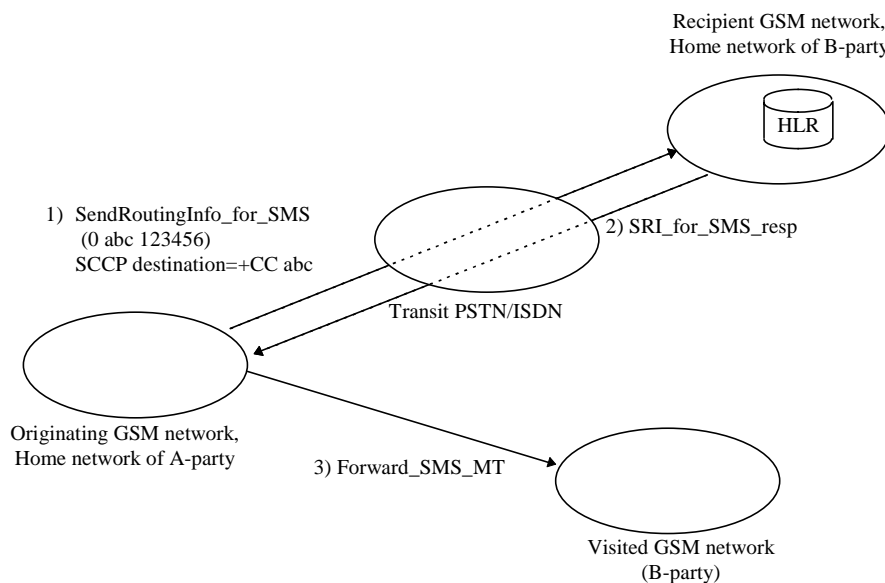 Recipient GSM network,
Home network of B-party
HLR
1) SendRoutingInfo_for_SMS
(0 abc 123456)
SCCP destination=+CC abc
2) SRI_for_SMS_resp
Transit PSTN/ISDN
Originating GSM network,
Home network of A-party
3) Forward_SMS_MT
Visited GSM network
(B-party)